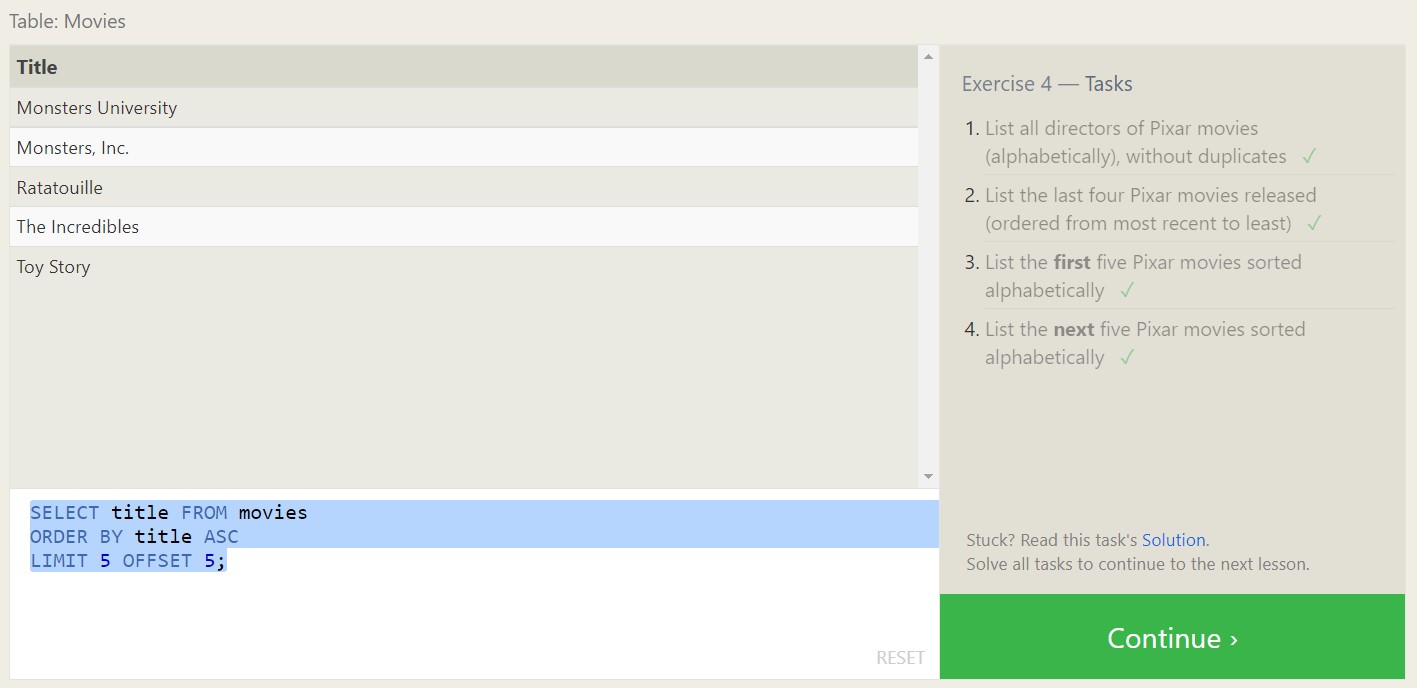 Table: Movies
Title
Monsters University
Monsters, Inc.
Ratatouille
The Incredibles
Toy Story
SELECT title FROM movies
ORDER BY title ASC
LIMIT 5 OFFSET 5;
RESET
Exercise 4 — Tasks
1. List all directors of Pixar movies
(alphabetically), without duplicates ✓
2. List the last four Pixar movies released
(ordered from most recent to least) ✓
3. List the first five Pixar movies sorted
alphabetically ✓
4. List the next five Pixar movies sorted
alphabetically ✓
Stuck? Read this task's Solution.
Solve all tasks to continue to the next lesson.
Continue ›